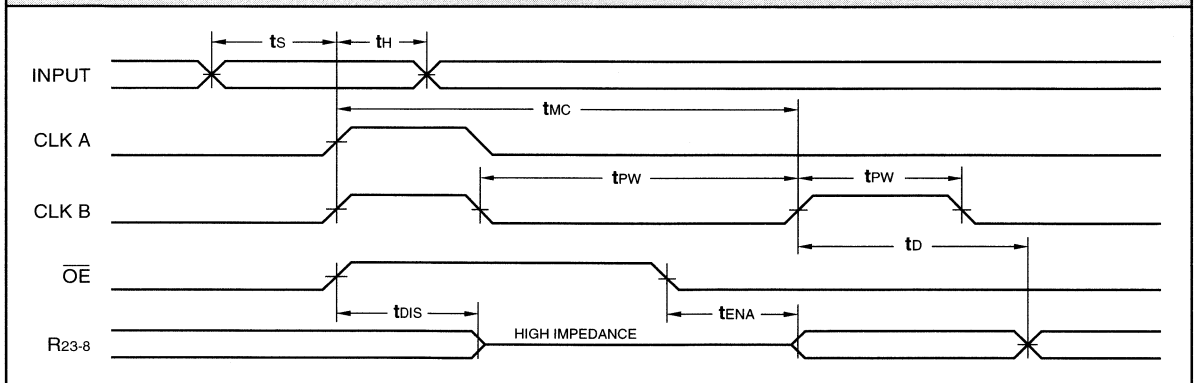 tS tH
INPUT
tMC
CLK A
tPW tPW
CLK B
tD
OE
tDIS tENA
HIGH IMPEDANCE
R23-8